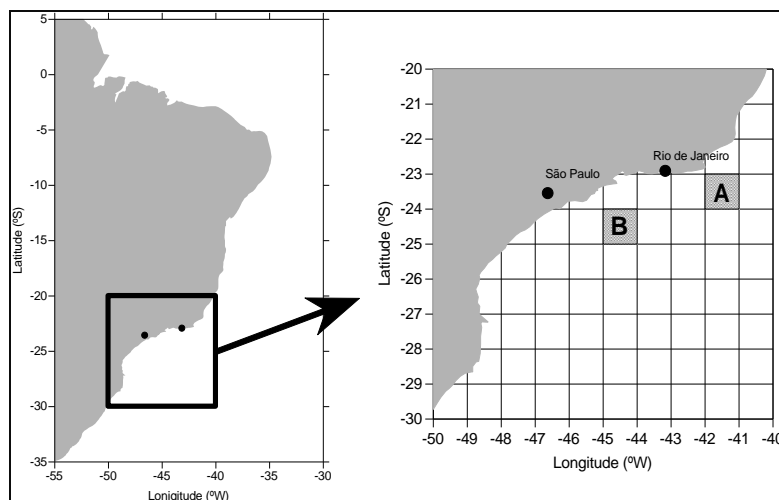 5
0
-5
-10
-15
-20
-25
-30
-35
-55 -50 -45 -40 -35 -30
Latitude (ºS)
Lonigitude (ºW)
-20
-21
-22
-23
-24
-25
-26
-27
-28
-29
-30
-50 -49 -48 -47 -46 -45 -44 -43 -42 -41 -40
Latitude (ºS)
Longitude (ºW)
São Paulo
Rio de Janeiro
A
B